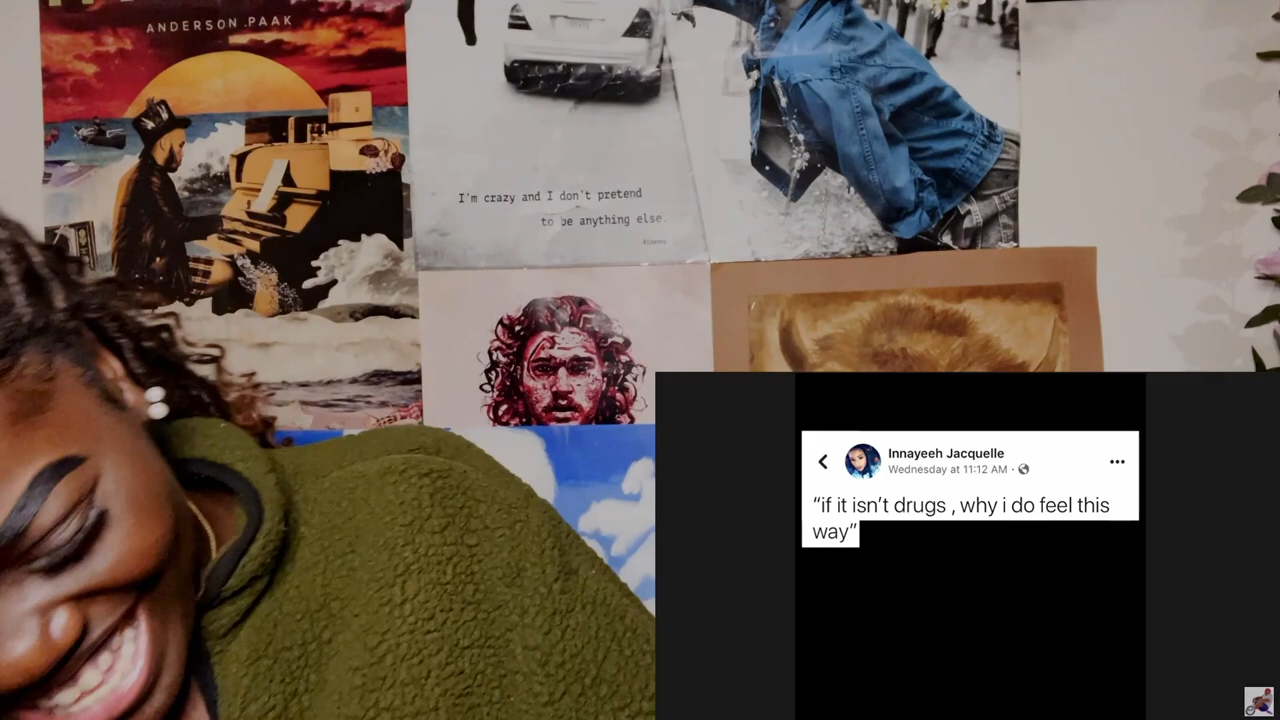 ANDERSON .PAAK
I'm crazy and I don't pretend
to be anything else.
-Rihanna
Innayeeh Jacquelle
Wednesday at 11:12 AM ·
“if it isn’t drugs , why i do feel this
way”